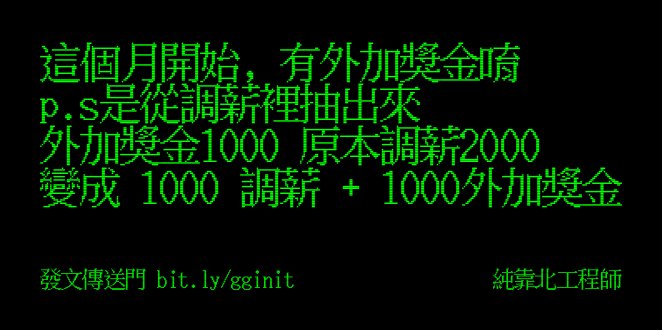 這個月開始, 有外加獎金唷
p.s是從調薪裡抽出來
外加獎金1000 原本調薪2000
變成 1000 調薪 + 1000外加獎金
發文傳送門 bit.ly/gginit
純靠北工程師